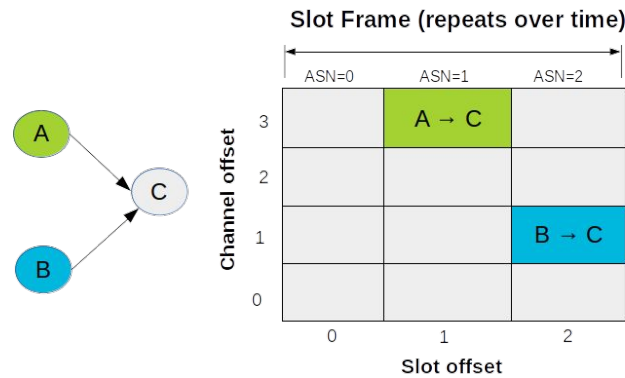 Slot Frame (repeats over time)
ASN=0 ASN=1 ASN=2
A
B
C
Channel offset
3
2
1
0
A → C
B → C
0 1 2
Slot offset